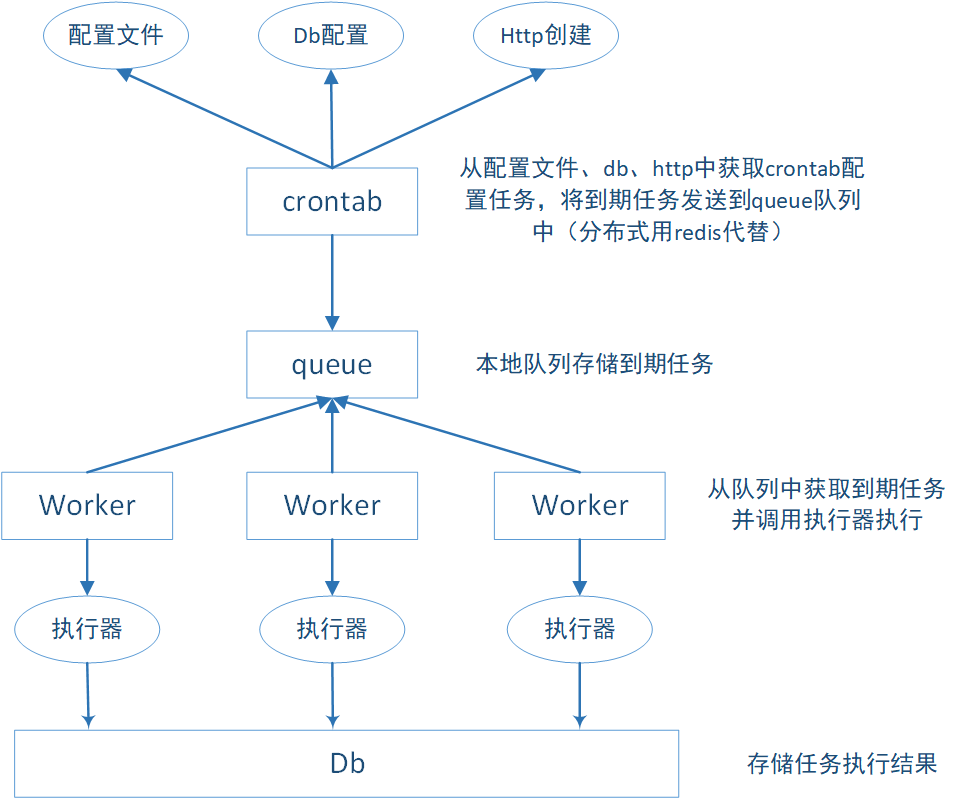 配置文件
Db配置
Http创建
crontab
从配置文件、db、http中获取crontab配
置任务，将到期任务发送到queue队列
中（分布式用redis代替）
queue
本地队列存储到期任务
Worker
Worker
Worker
从队列中获取到期任务
并调用执行器执行
执行器
执行器
执行器
Db
存储任务执行结果